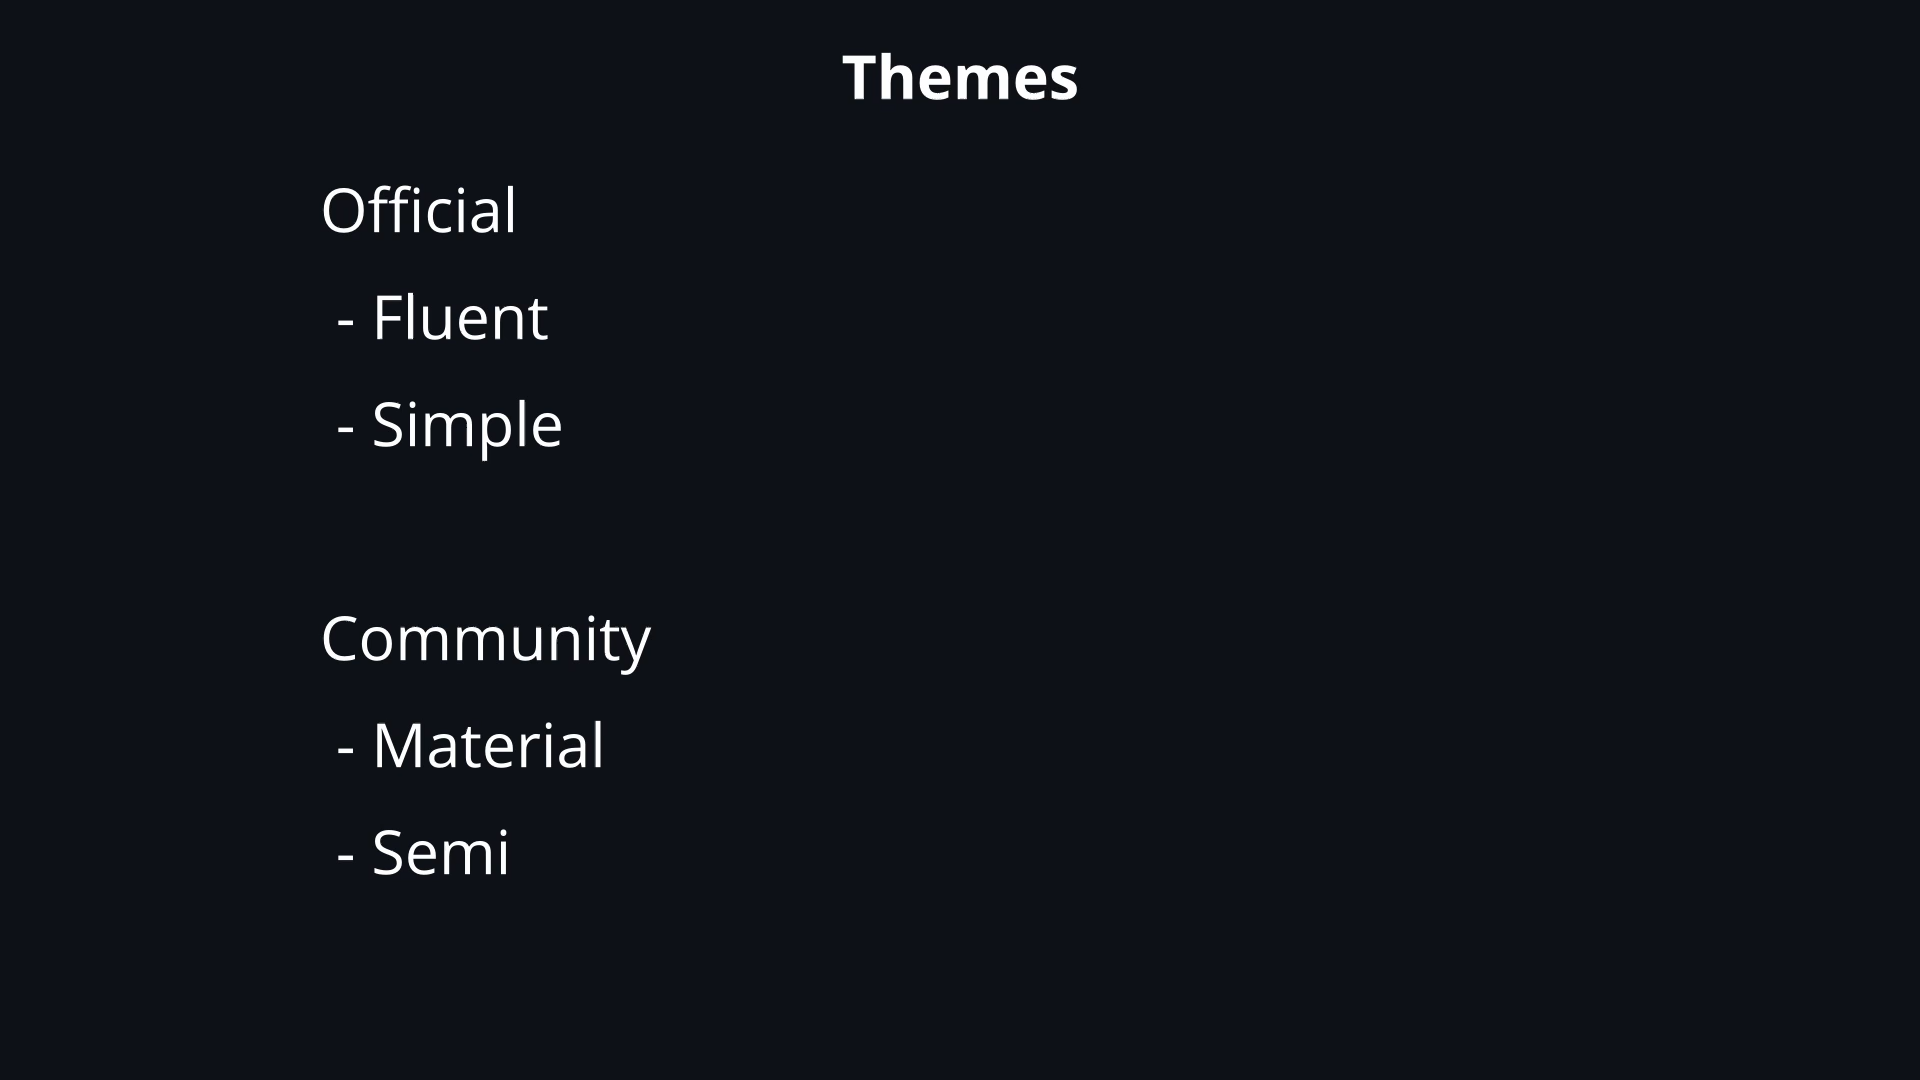 Themes
Official
- Fluent
- Simple
Community
- Material
- Semi